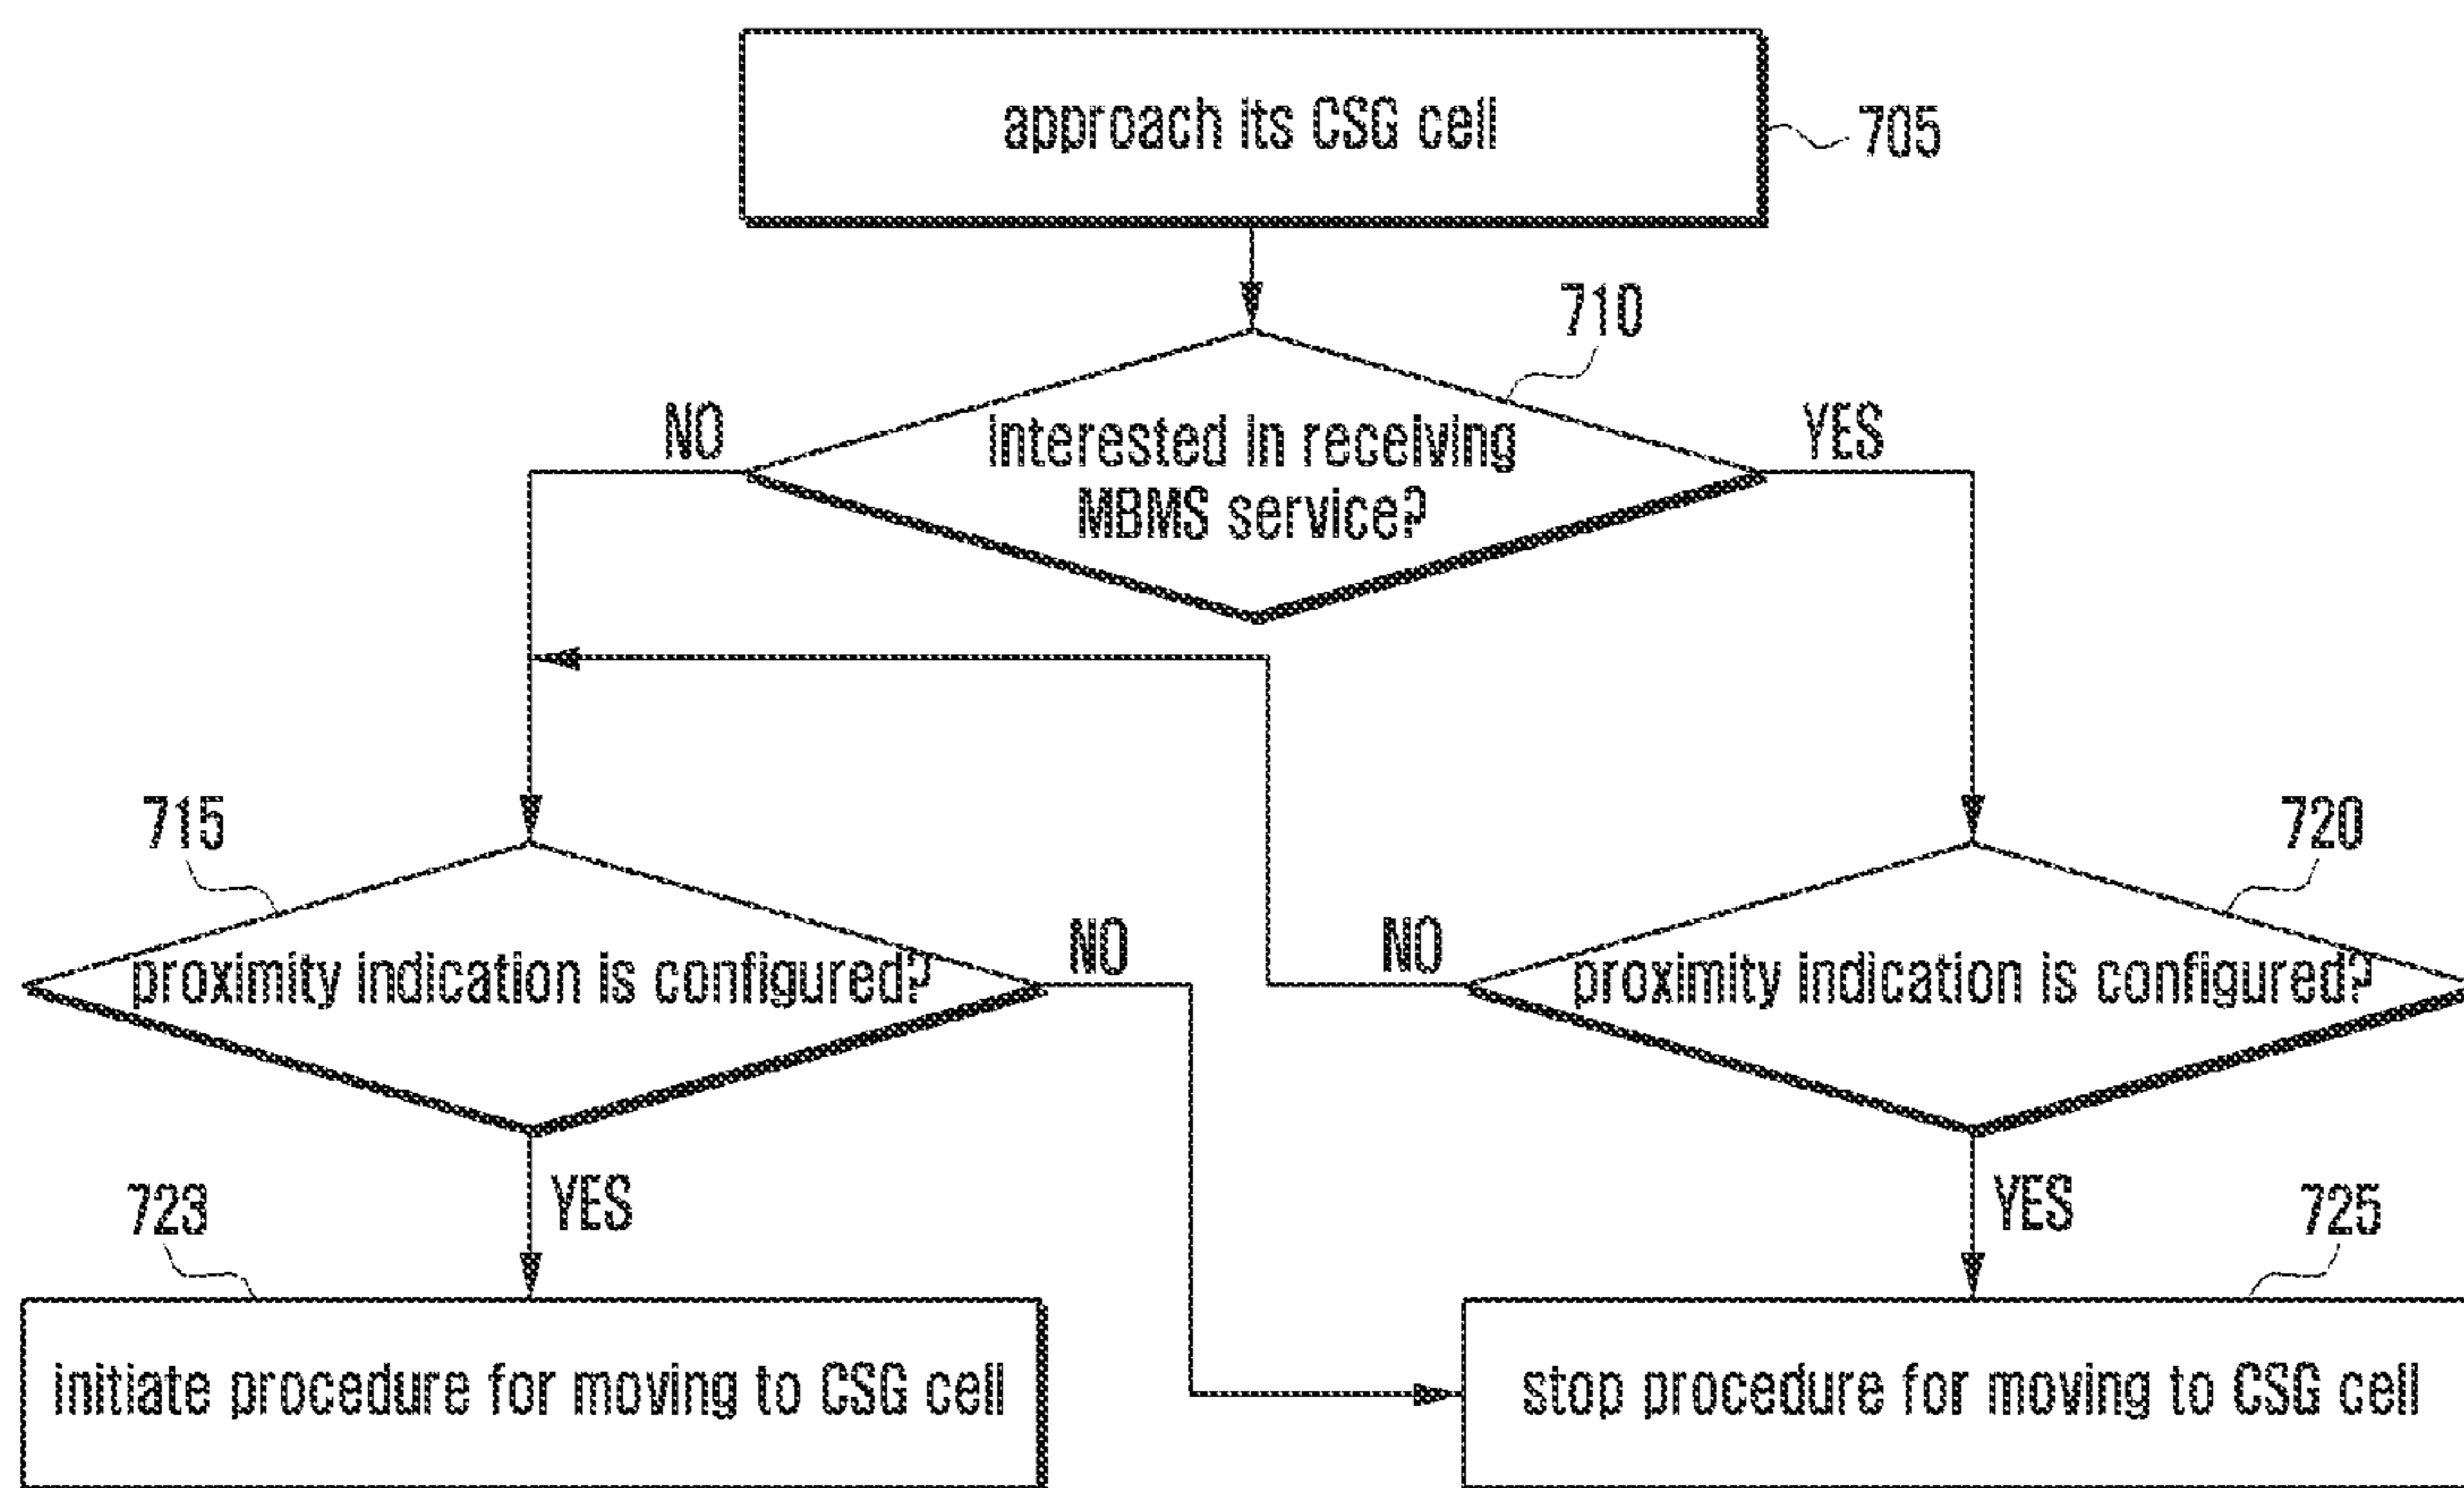 approach its CSG cell
705
710
NO
YES
interested in receiving
MBMS service?
715
720
proximity indication is configured?
NO
NO
proximity indication is configured?
723
YES
YES
725
initiate procedure for moving to CSG cell
stop procedure for moving to CSG cell